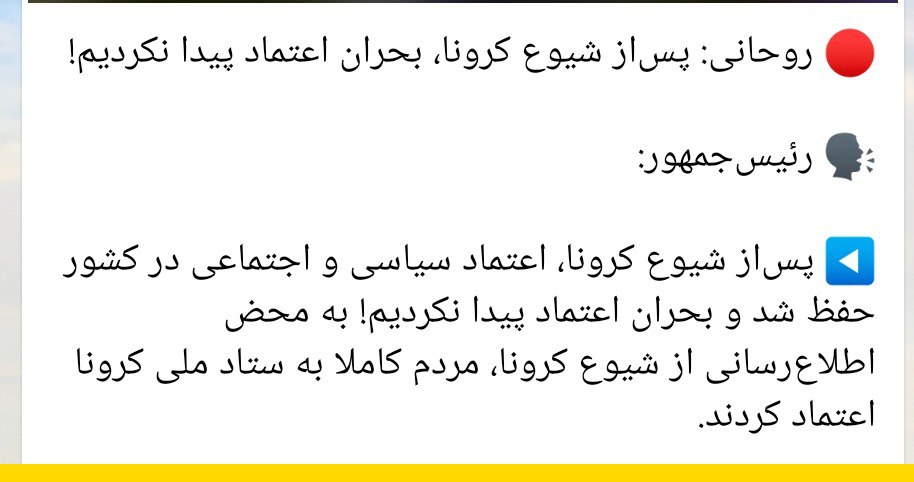 🔴 روحانی: پس‌از شیوع کرونا، بحران اعتماد پیدا نکردیم!
🗣 رئیس‌جمهور:
◀️ پس‌از شیوع کرونا، اعتماد سیاسی و اجتماعی در کشور
حفظ شد و بحران اعتماد پیدا نکردیم! به محض
اطلاع‌رسانی از شیوع کرونا، مردم کاملا به ستاد ملی کرونا
اعتماد کردند.